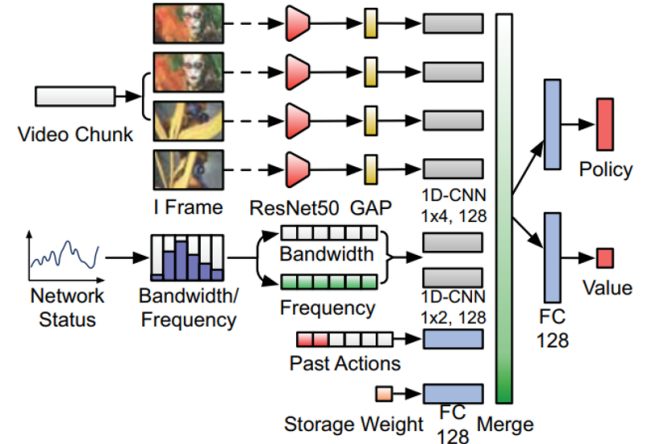 Video Chunk
I Frame
ResNet50
GAP
1D-CNN
1x4, 128
Network
Status
Bandwidth/
Frequency
Bandwidth
Frequency
1D-CNN
1x2, 128
Past Actions
Storage Weight
FC
128
Merge
FC
128
Policy
Value